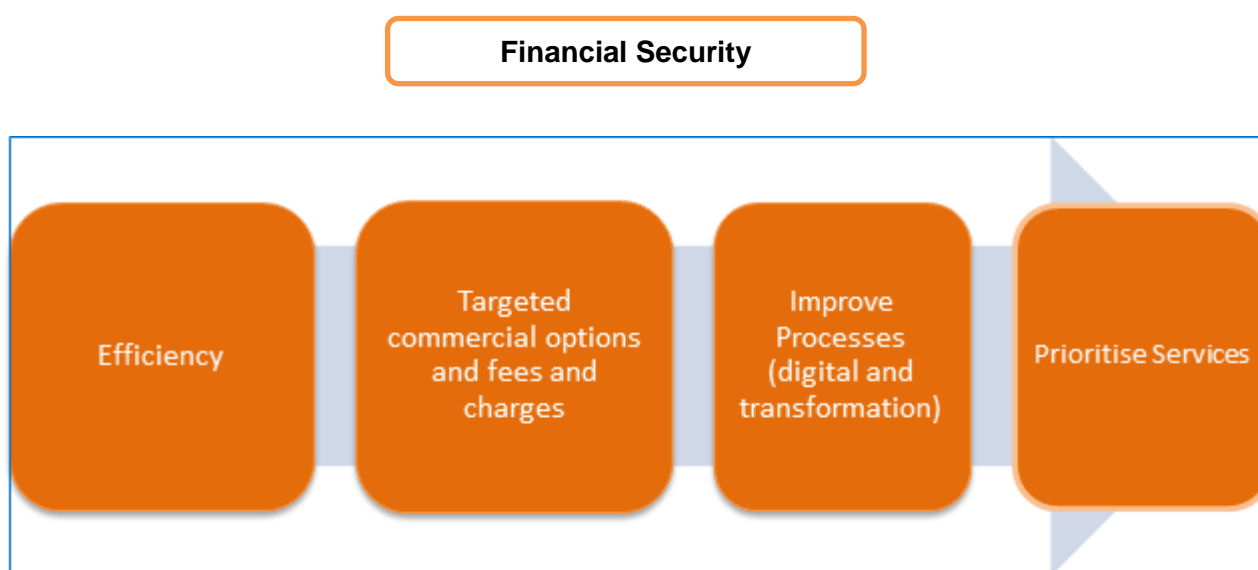 Financial Security
Efficiency
Targeted
commercial options
and fees and
charges
Improve
Processes
(digital and
transformation)
Prioritise Services